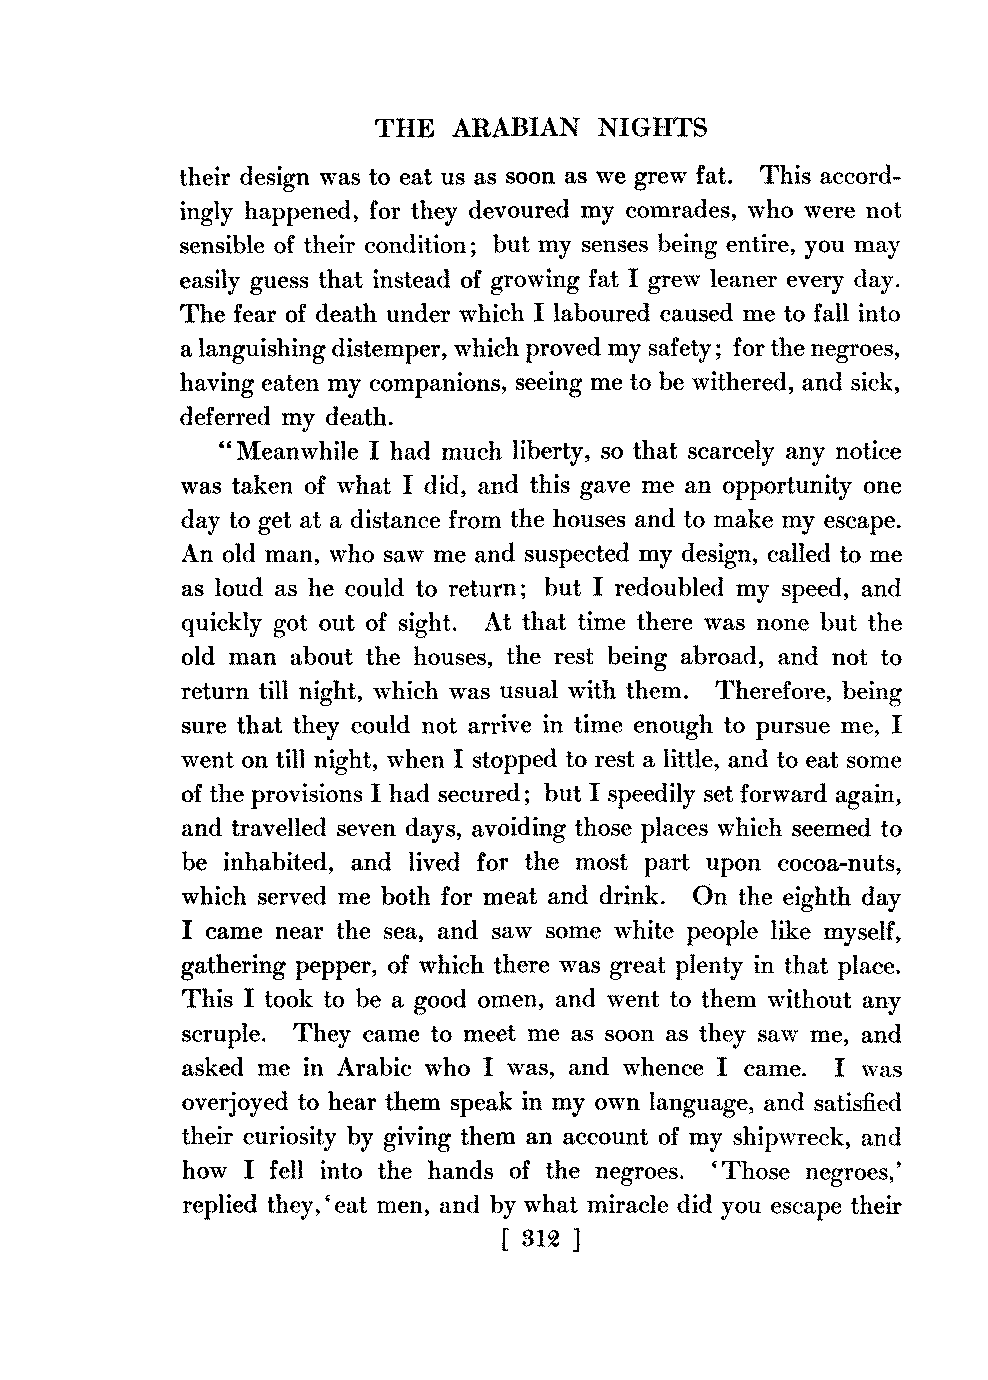 THE ARABIAN NIGHTS
their design was to eat us as soon as we grew fat. This accord-
ingly happened, for they devoured my comrades, who were not
sensible of their condition; but my senses being entire, you may
easily guess that instead of growing fat I grew leaner every day.
The fear of death under which I laboured caused me to fall into
a languishing distemper, which proved my safety; for the negroes,
having eaten my companions, seeing me to be withered, and sick,
deferred my death.
“Meanwhile I had much liberty, so that scarcely any notice
was taken of what I did, and this gave me an opportunity one
day to get at a distance from the houses and to make my escape.
An old man, who saw me and suspected my design, called to me
as loud as he could to return; but I redoubled my speed, and
quickly got out of sight. At that time there was none but the
old man about the houses, the rest being abroad, and not to
return till night, which was usual with them. Therefore, being
sure that they could not arrive in time enough to pursue me, I
went on till night, when I stopped to rest a little, and to eat some
of the provisions I had secured; but I speedily set forward again,
and travelled seven days, avoiding those places which seemed to
be inhabited, and lived for the most part upon cocoa-nuts,
which served me both for meat and drink. On the eighth day
I came near the sea, and saw some white people like myself,
gathering pepper, of which there was great plenty in that place.
This I took to be a good omen, and went to them without any
scruple. They came to meet me as soon as they saw me, and
asked me in Arabic who I was, and whence I came. I was
overjoyed to hear them speak in my own language, and satisfied
their curiosity by giving them an account of my shipwreck, and
how I fell into the hands of the negroes. ‘Those negroes,’
replied they, ‘eat men, and by what miracle did you escape their
[ 312 ]